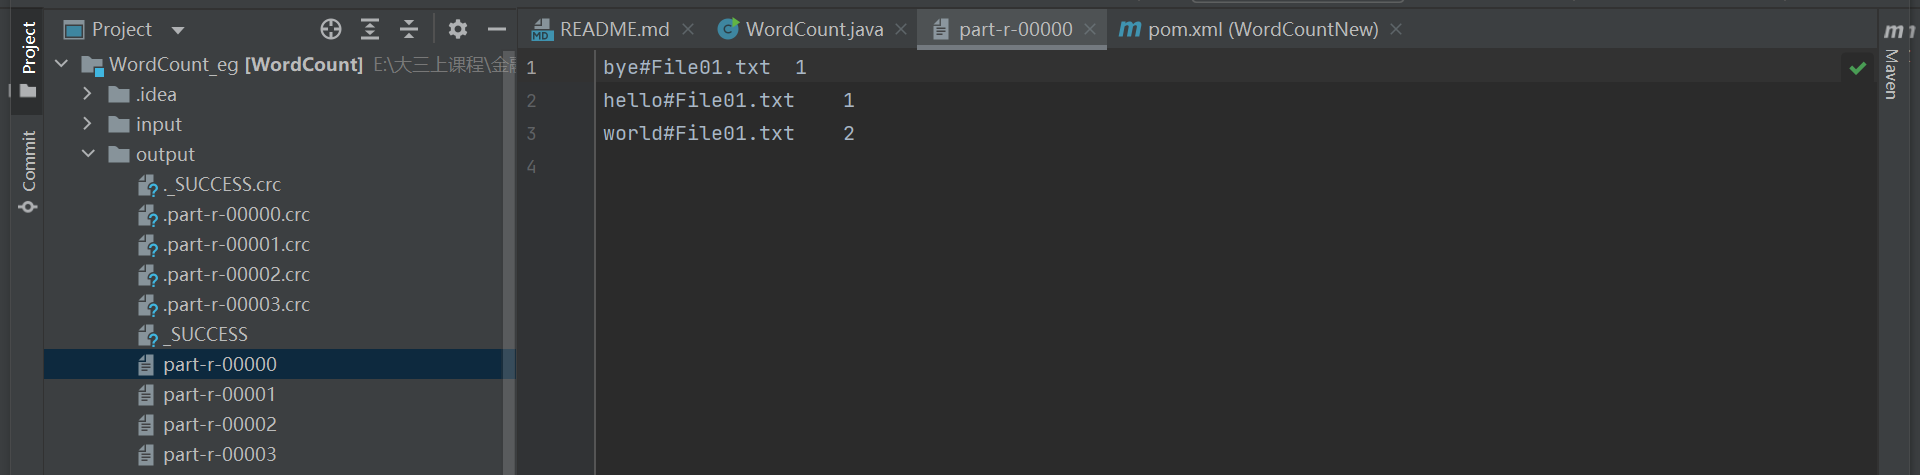 Project
Commit
Project
WordCount_eg [WordCount] E:\大三上课程\金融
.idea
input
output
._SUCCESS.crc
.part-r-00000.crc
.part-r-00001.crc
.part-r-00002.crc
.part-r-00003.crc
_SUCCESS
part-r-00000
part-r-00001
part-r-00002
part-r-00003
MD README.md
C WordCount.java
part-r-00000
m pom.xml (WordCountNew)
1 bye#File01.txt 1
2 hello#File01.txt 1
3 world#File01.txt 2
4
m
Maven